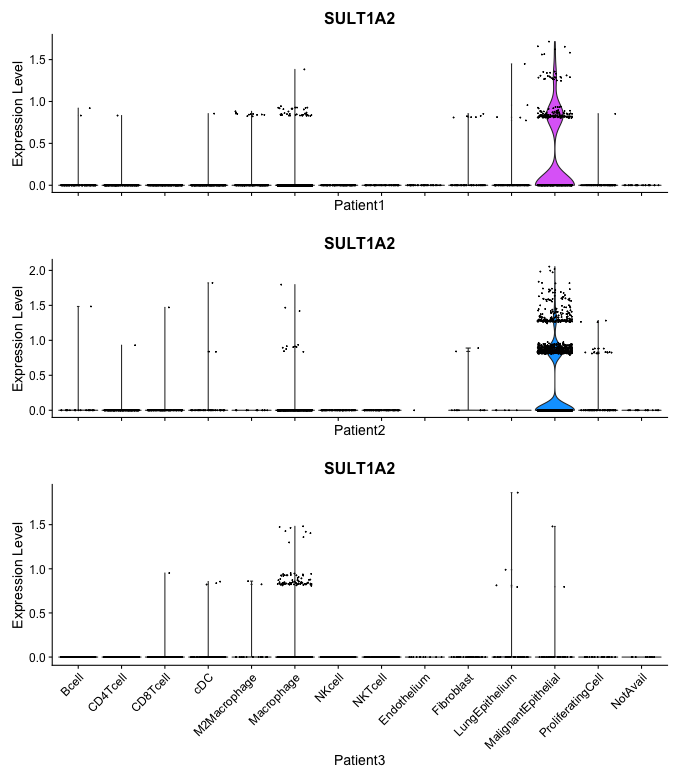 SULT1A2
Expression Level
1.5
1.0
0.5
0.0
Patient1
SULT1A2
Expression Level
2.0
1.5
1.0
0.5
0.0
Patient2
SULT1A2
Expression Level
1.5
1.0
0.5
0.0
Bcell
CD4Tcell
CD8Tcell
cDC
M2Macrophage
Macrophage
NKcell
NKTcell
Endothelium
Fibroblast
LungEpithelium
MalignantEpithelial
ProliferatingCell
NotAvail
Patient3